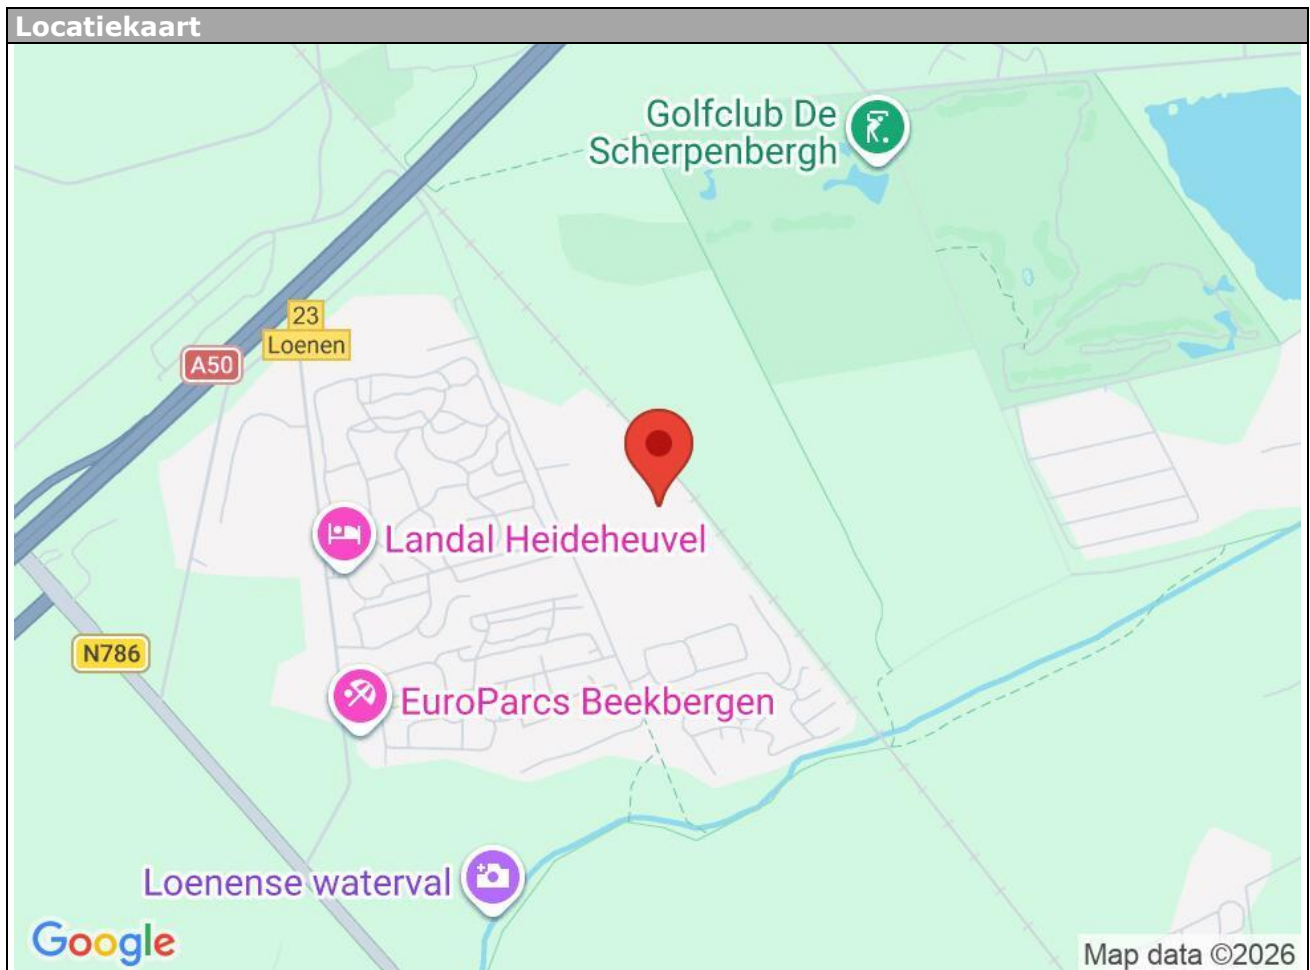 Locatiekaart
Golfclub De
Scherpenbergh
23
Loenen
A50
Landal Heideheuvel
N786
EuroParcs Beekbergen
Loenense waterval
Google
Map data ©2026